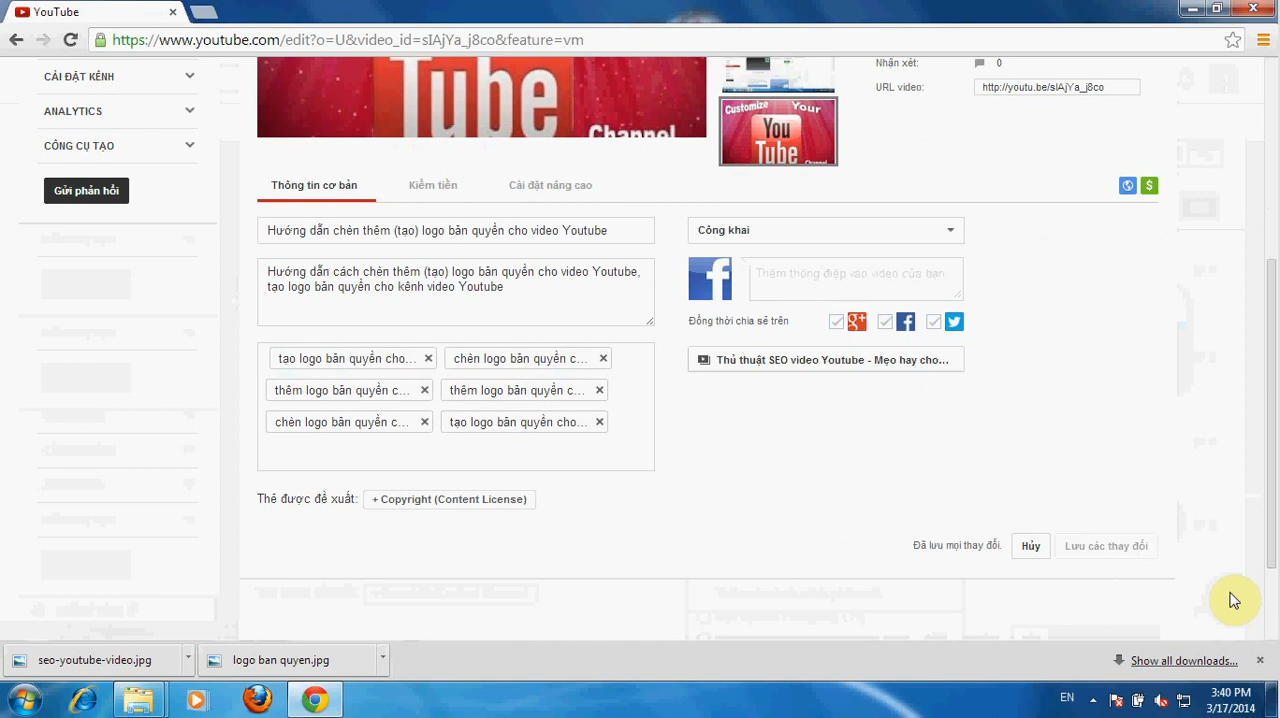 YouTube
https://www.youtube.com/edit?o=U&video_id=sIAjYa_j8co&feature=vm
CÀI ĐẶT KÊNH
ANALYTICS
CÔNG CỤ TẠO
Gửi phản hồi
Tube
Channel
Customize Your
You
Tube
Channel
Nhận xét: 0
URL video: http://youtu.be/sIAjYa_j8co
Thông tin cơ bản
Kiếm tiền
Cài đặt nâng cao
Hướng dẫn chèn thêm (tạo) logo bản quyền cho video Youtube
Công khai
Hướng dẫn cách chèn thêm (tạo) logo bản quyền cho video Youtube,
tạo logo bản quyền cho kênh video Youtube
Thêm thông điệp vào video của bạn
Đồng thời chia sẻ trên
tao logo bản quyền cho...
chèn logo bản quyền c...
Thủ thuật SEO video Youtube - Mẹo hay cho...
thêm logo bản quyền c...
thêm logo bản quyền c...
chèn logo bản quyền c...
tạo logo bản quyền cho...
Thẻ được đề xuất: + Copyright (Content License)
Đã lưu mọi thay đổi.
Hủy
Lưu các thay đổi
seo-youtube-video.jpg
logo ban quyen.jpg
Show all downloads...
EN
3:40 PM
3/17/2014